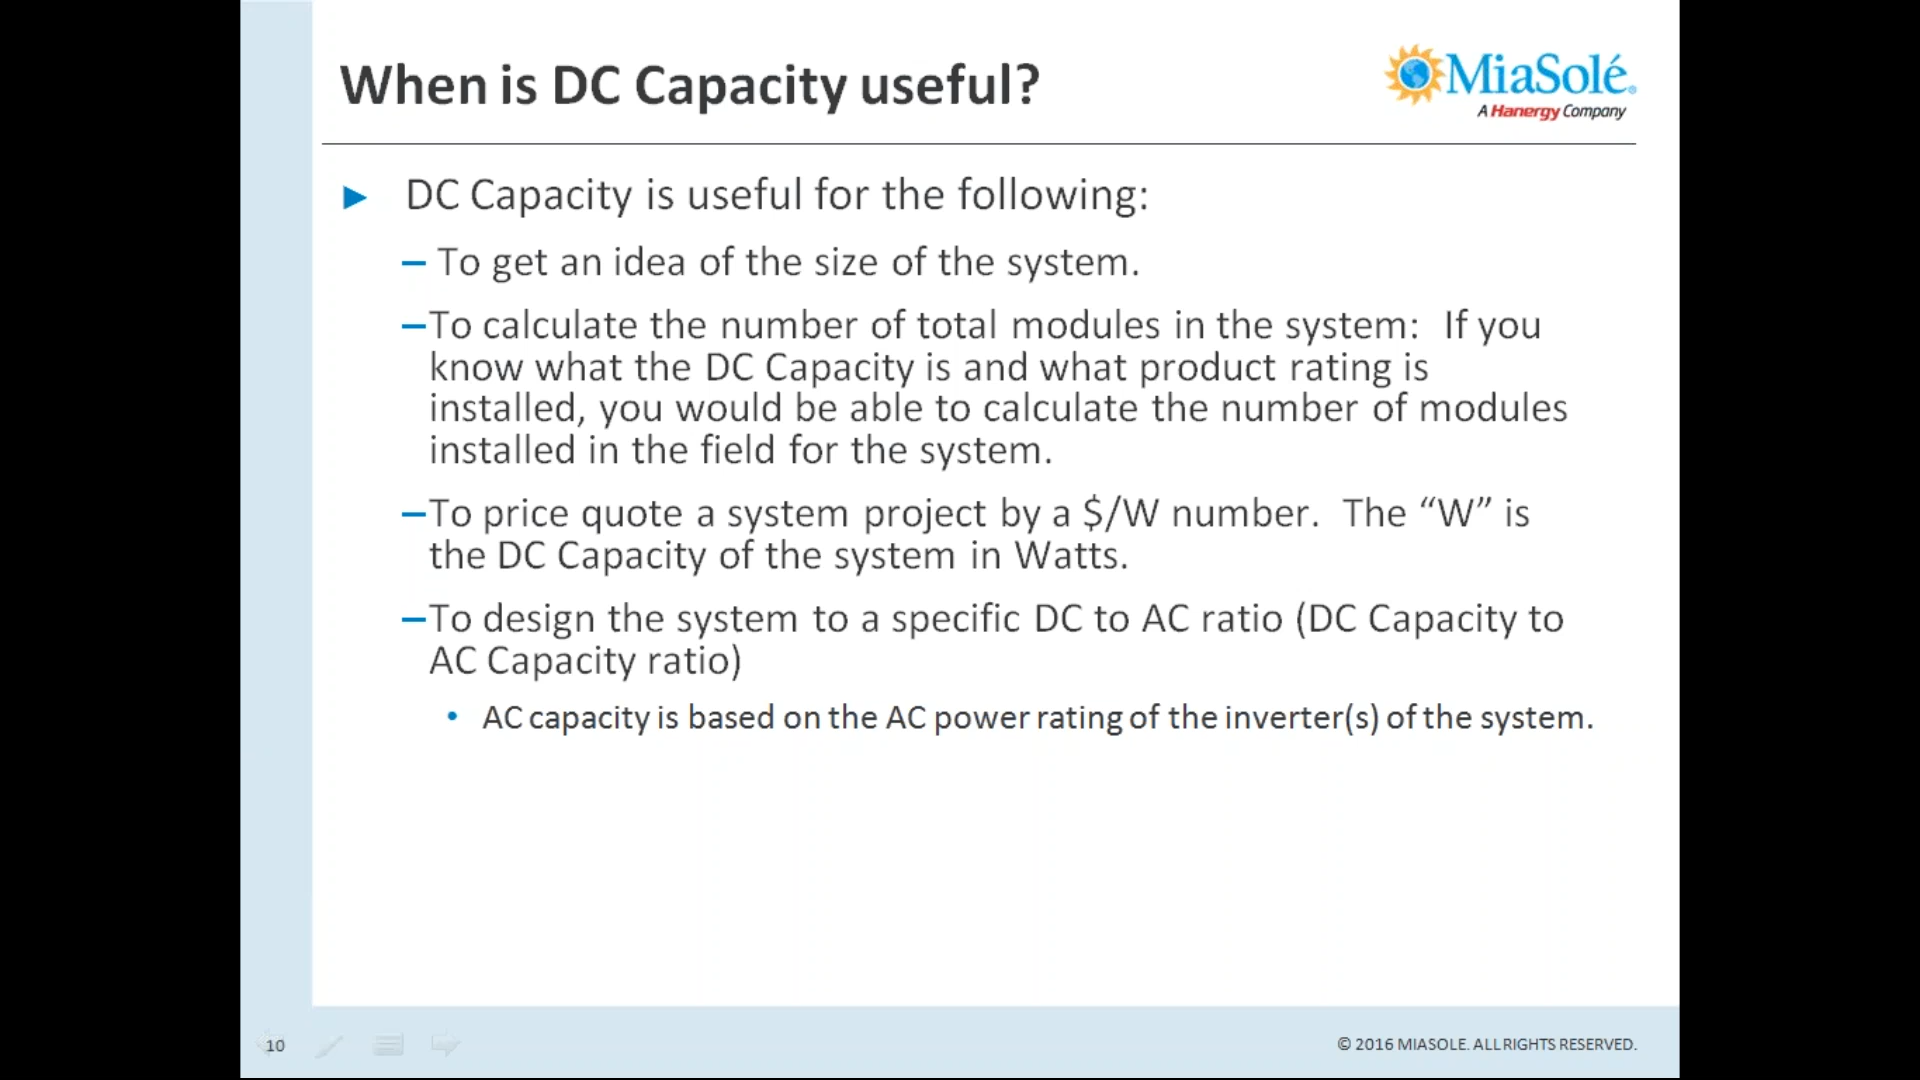 When is DC Capacity useful?
MiaSolé®
A Hanergy Company
► DC Capacity is useful for the following:
– To get an idea of the size of the system.
–To calculate the number of total modules in the system: If you
know what the DC Capacity is and what product rating is
installed, you would be able to calculate the number of modules
installed in the field for the system.
–To price quote a system project by a $/W number. The “W” is
the DC Capacity of the system in Watts.
–To design the system to a specific DC to AC ratio (DC Capacity to
AC Capacity ratio)
• AC capacity is based on the AC power rating of the inverter(s) of the system.
10
© 2016 MIASOLE. ALL RIGHTS RESERVED.